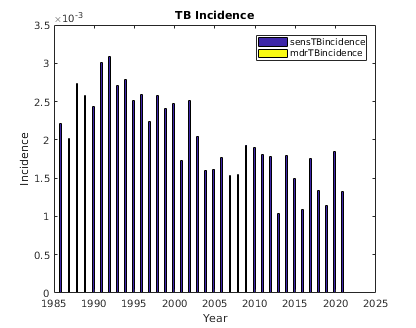 ×10⁻³
TB Incidence
3.5
3
2.5
2
1.5
1
0.5
0
Incidence
sensTBincidence
mdrTBincidence
1985 1990 1995 2000 2005 2010 2015 2020 2025
Year